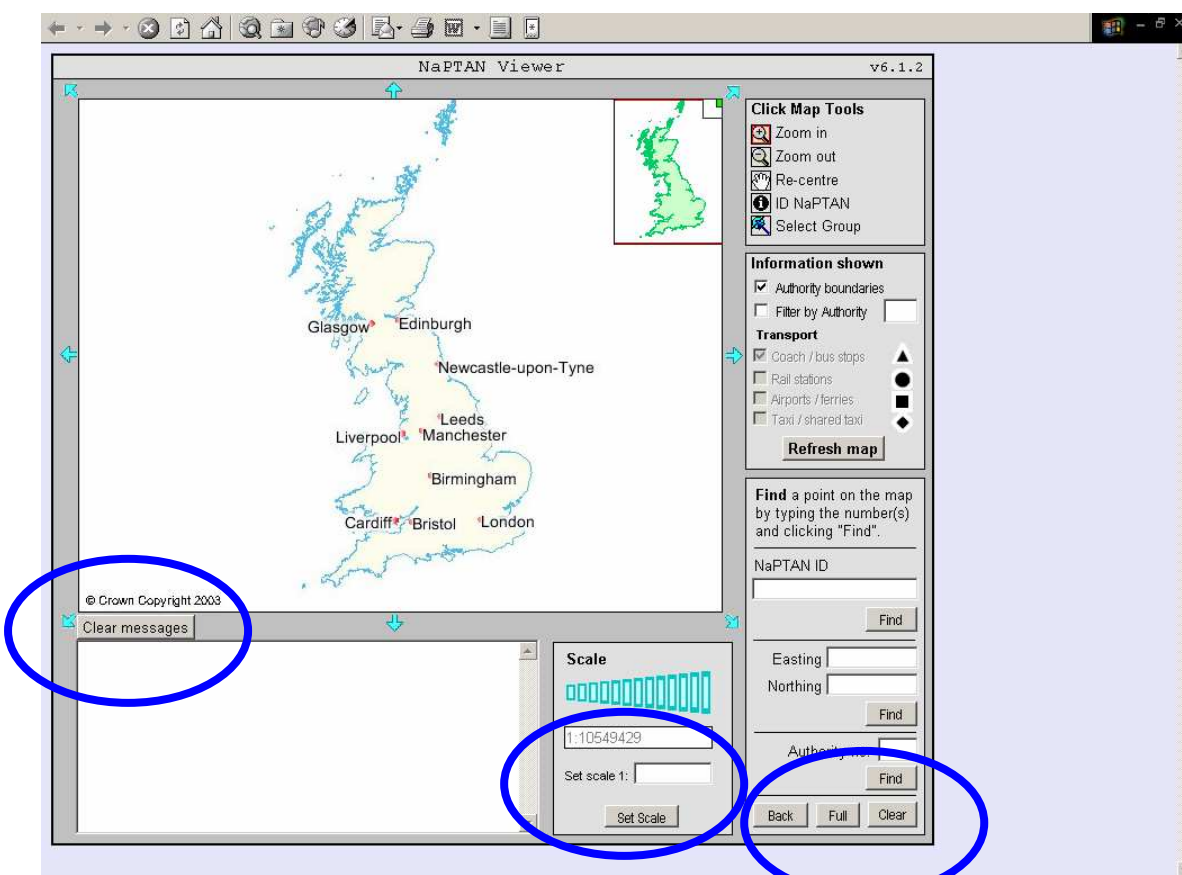 NaPTAN Viewer v6.1.2
Glasgow
Edinburgh
Newcastle-upon-Tyne
Leeds
Liverpool
Manchester
Birmingham
Cardiff
Bristol
London
© Crown Copyright 2003
Clear messages
Scale
1:10549429
Set scale 1:
Set Scale
Click Map Tools
Zoom in
Zoom out
Re-centre
ID NaPTAN
Select Group
Information shown
Authority boundaries
Filter by Authority
Transport
Coach / bus stops
Rail stations
Airports / ferries
Taxi / shared taxi
Refresh map
Find a point on the map
by typing the number(s)
and clicking "Find".
NaPTAN ID
Find
Easting
Northing
Find
Authority
Find
Back Full Clear